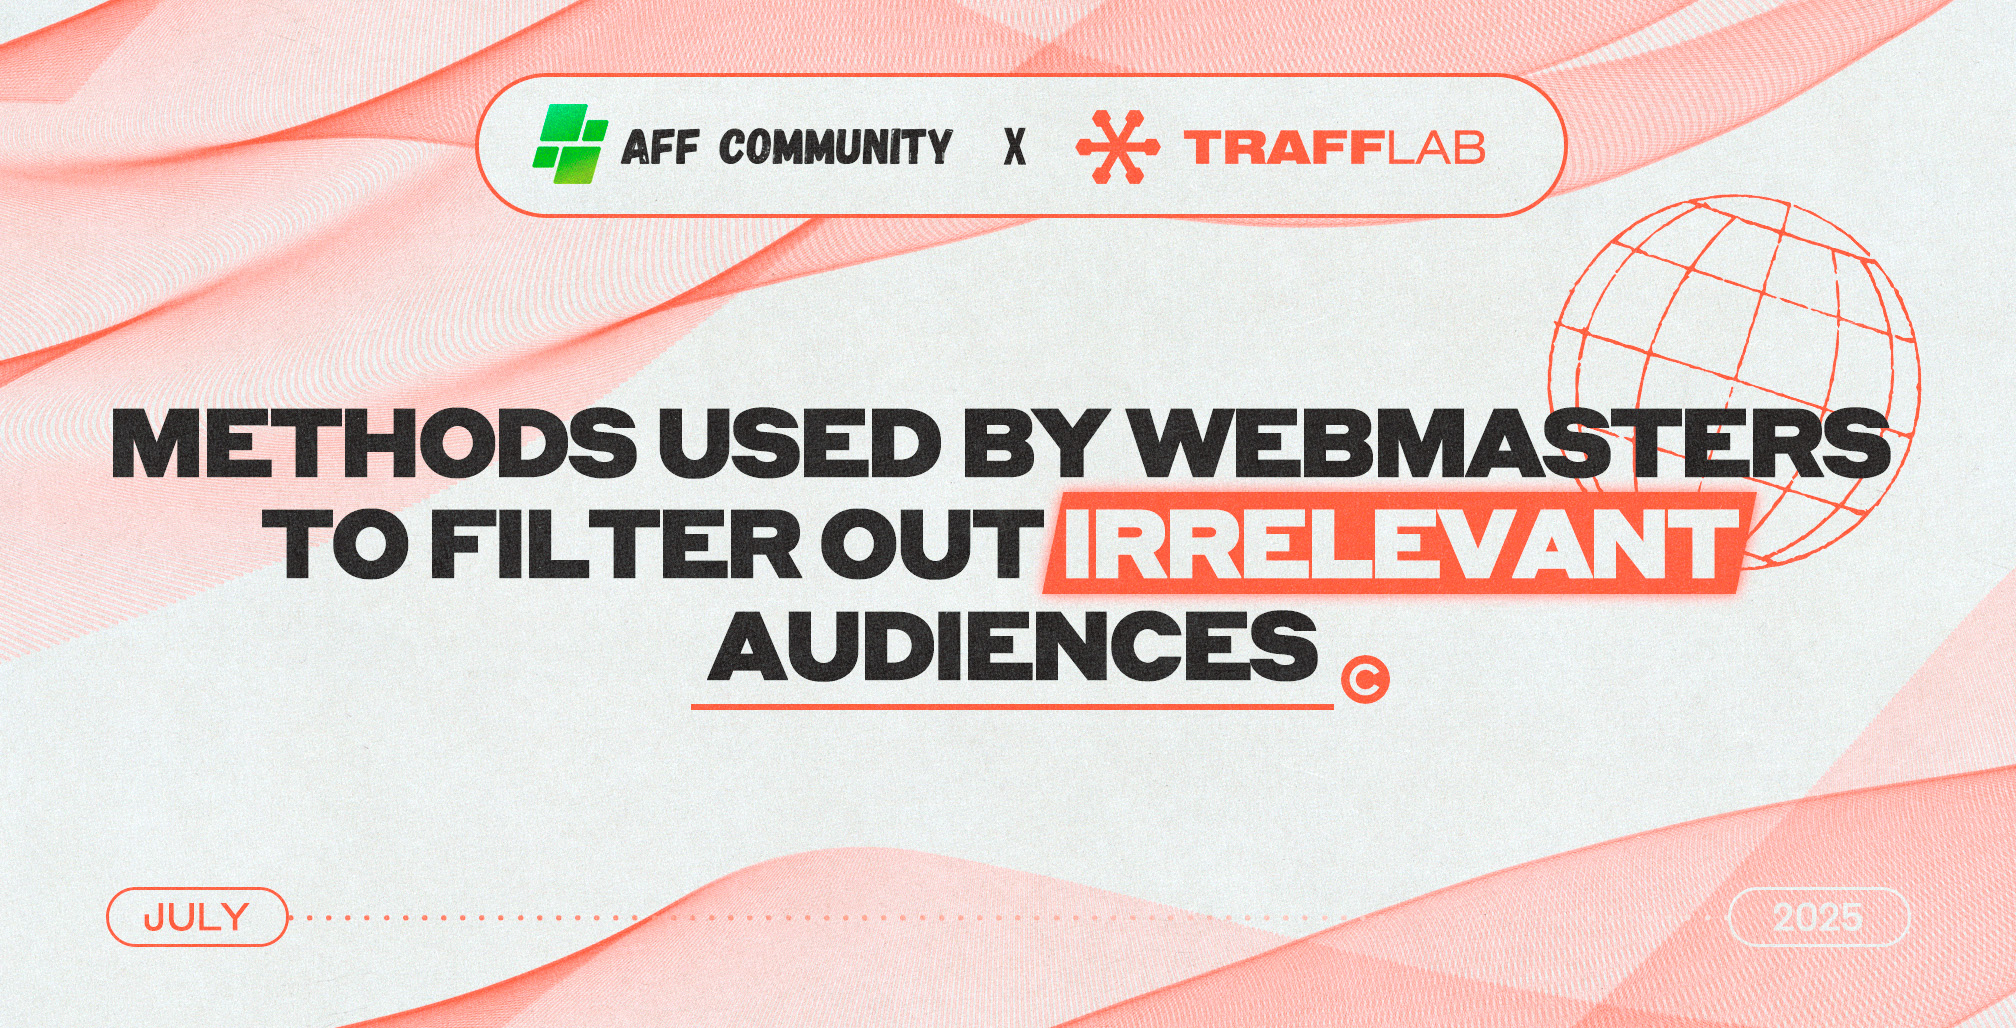 AFF COMMUNITY X TRAFFLAB
METHODS USED BY WEBMASTERS
TO FILTER OUT IRRELEVANT
AUDIENCES ©
JULY 2025